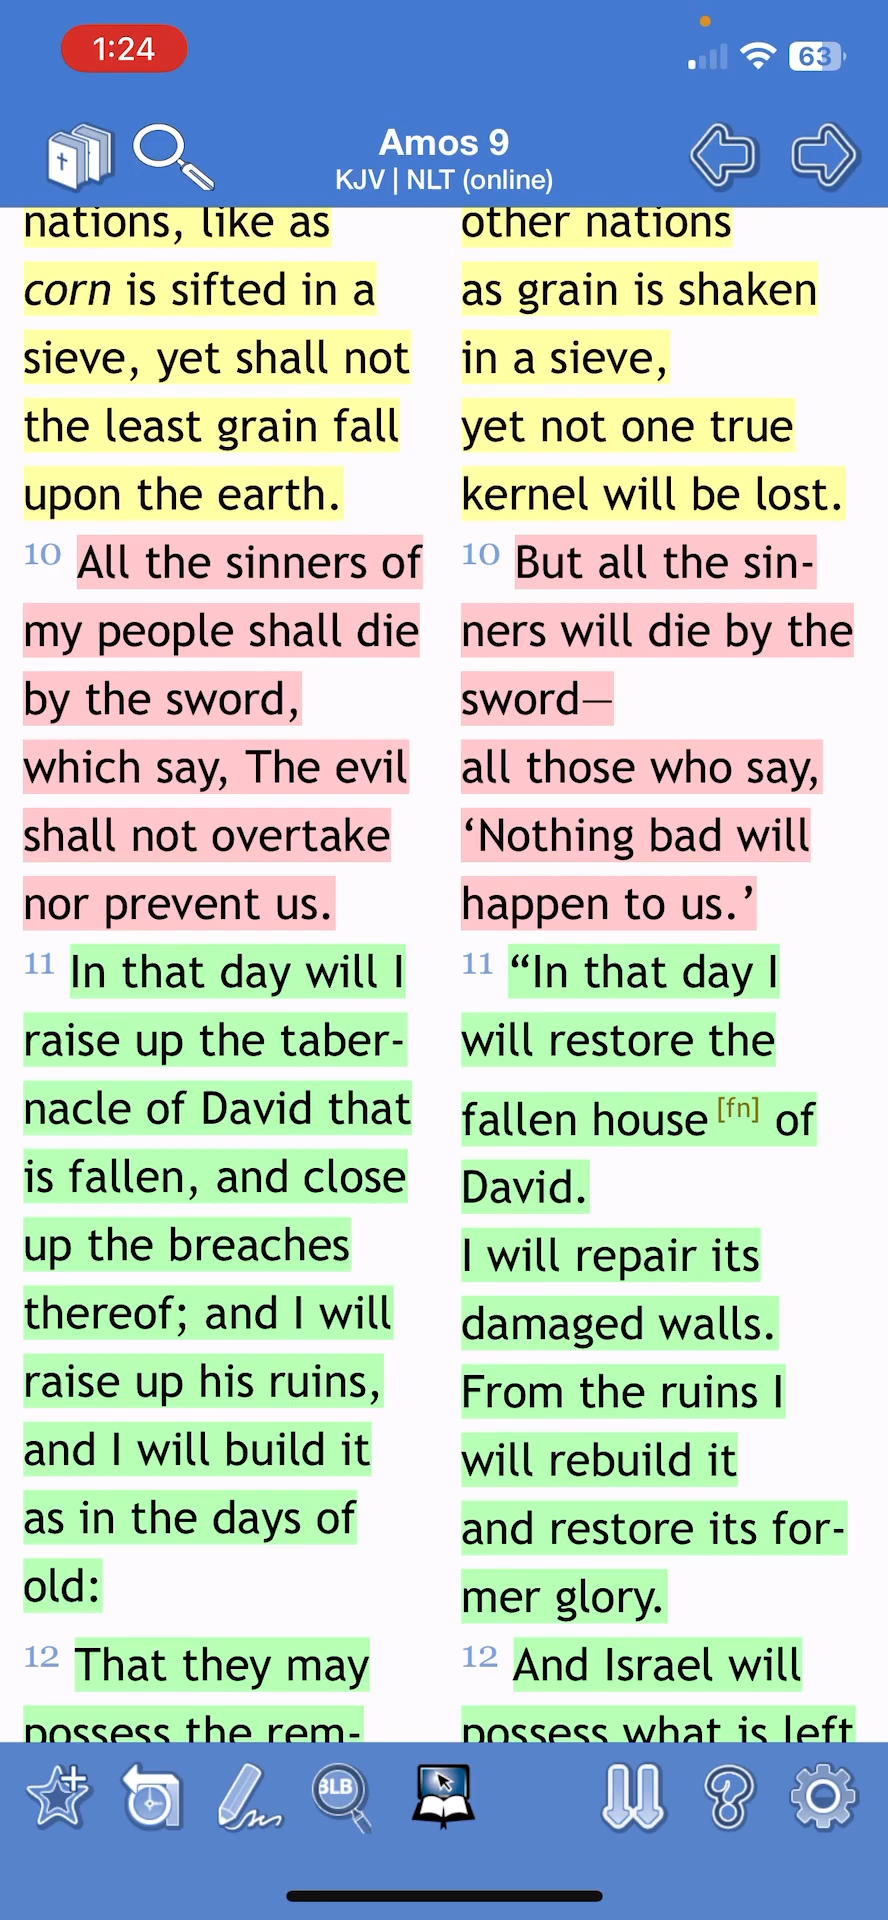 1:24
63
Amos 9
KJV | NLT (online)
nations, like as
corn is sifted in a
sieve, yet shall not
the least grain fall
upon the earth.
10 All the sinners of
my people shall die
by the sword,
which say, The evil
shall not overtake
nor prevent us.
11 In that day will I
raise up the taber-
nacle of David that
is fallen, and close
up the breaches
thereof; and I will
raise up his ruins,
and I will build it
as in the days of
old:
12 That they may
possess the rem-
other nations
as grain is shaken
in a sieve,
yet not one true
kernel will be lost.
10 But all the sin-
ners will die by the
sword—
all those who say,
‘Nothing bad will
happen to us.’
11 “In that day I
will restore the
fallen house [fn] of
David.
I will repair its
damaged walls.
From the ruins I
will rebuild it
and restore its for-
mer glory.
12 And Israel will
possess what is left
BLB